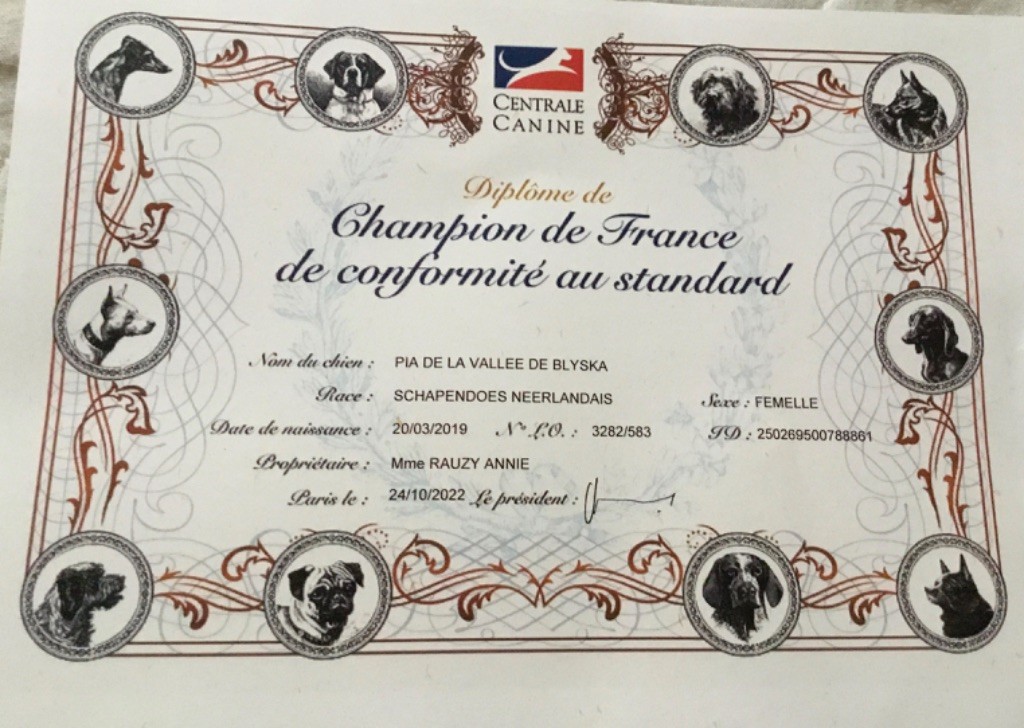 CENTRALE
CANINE
Diplôme de
Champion de France
de conformité au standard
Nom du chien : PIA DE LA VALLEE DE BLYSKA
Race : SCHAPENDOES NEERLANDAIS Sexe : FEMELLE
Date de naissance : 20/03/2019 N° L.O. : 3282/583 ID : 250269500788861
Propriétaire : Mme RAUZY ANNIE
Paris le : 24/10/2022 Le président :